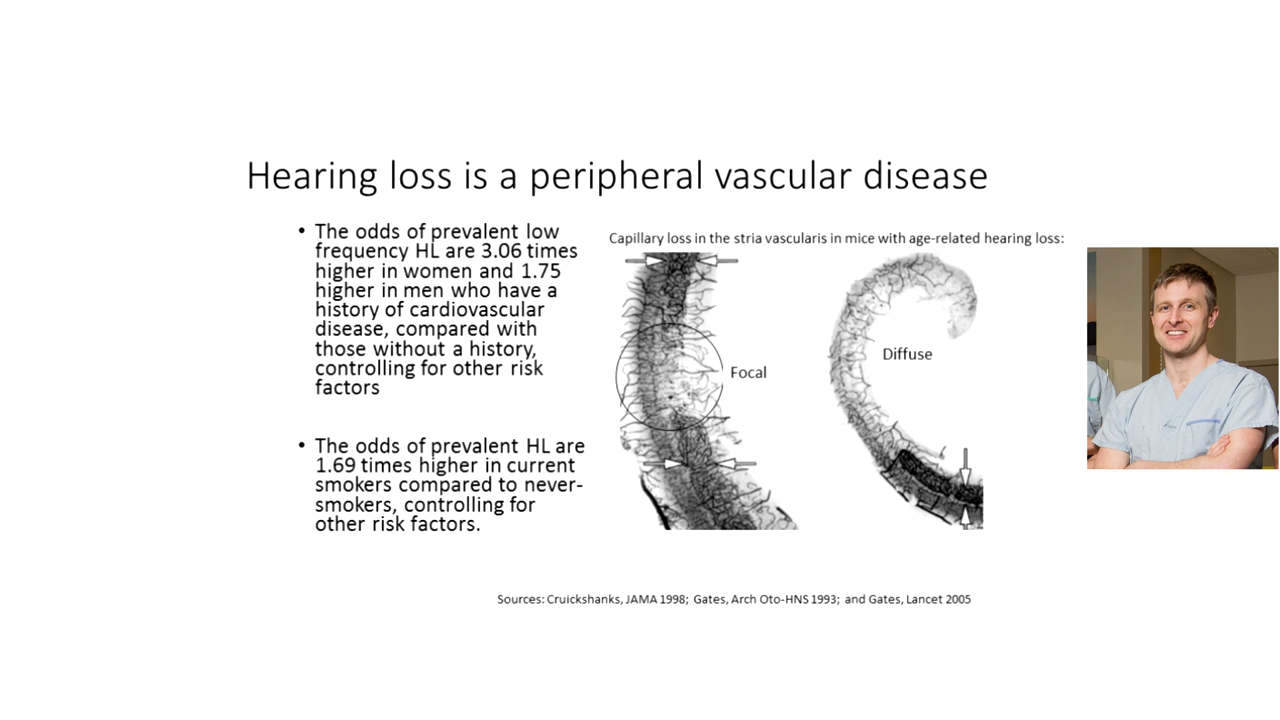 Hearing loss is a peripheral vascular disease
• The odds of prevalent low
frequency HL are 3.06 times
higher in women and 1.75
higher in men who have a
history of cardiovascular
disease, compared with
those without a history,
controlling for other risk
factors
• The odds of prevalent HL are
1.69 times higher in current
smokers compared to never-
smokers, controlling for
other risk factors.
Capillary loss in the stria vascularis in mice with age-related hearing loss:
Focal
Diffuse
Sources: Cruickshanks, JAMA 1998; Gates, Arch Oto-HNS 1993; and Gates, Lancet 2005